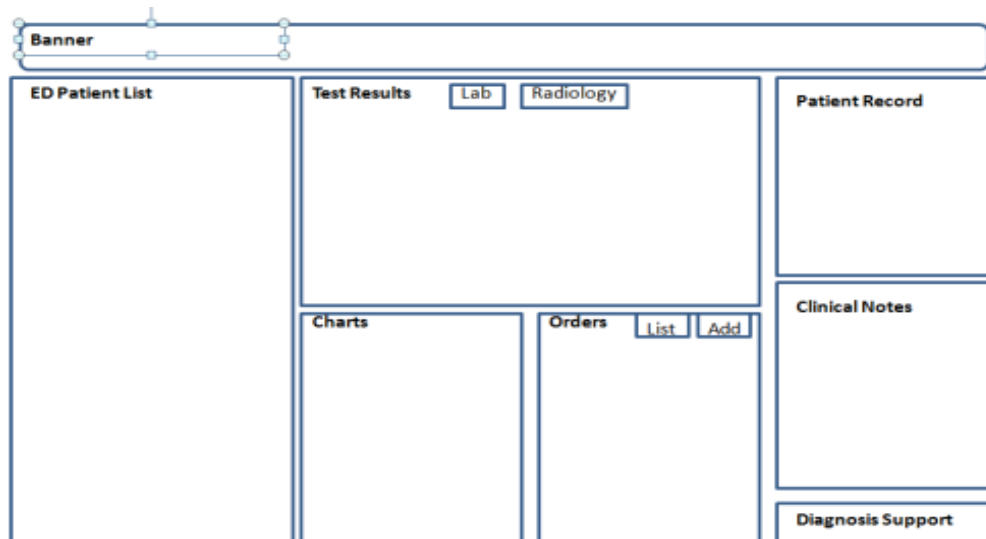 Banner
ED Patient List
Test Results Lab Radiology
Patient Record
Charts
Orders List Add
Clinical Notes
Diagnosis Support